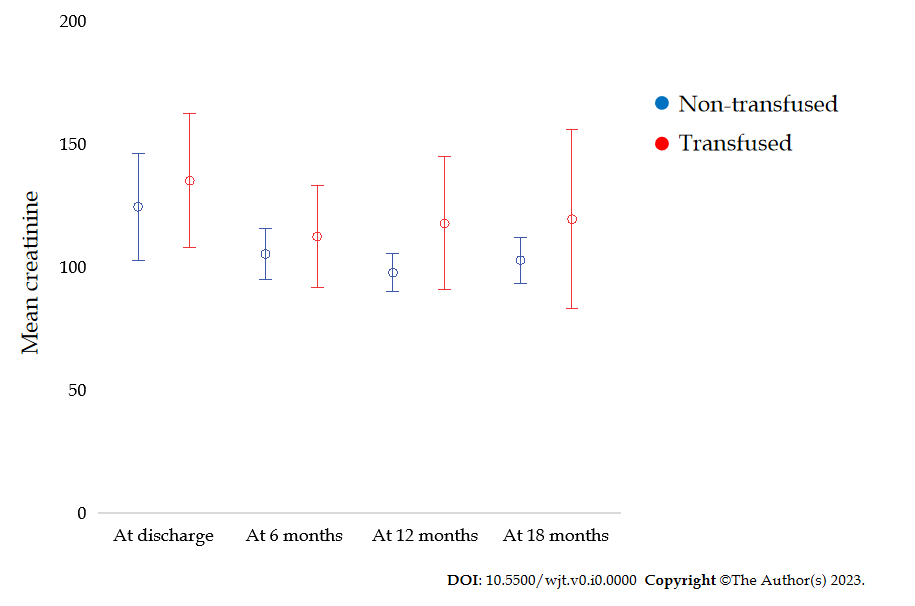 200
150
100
50
0
Mean creatinine
Non-transfused
Transfused
At discharge At 6 months At 12 months At 18 months
DOI: 10.5500/wjt.v0.i0.0000 Copyright ©The Author(s) 2023.